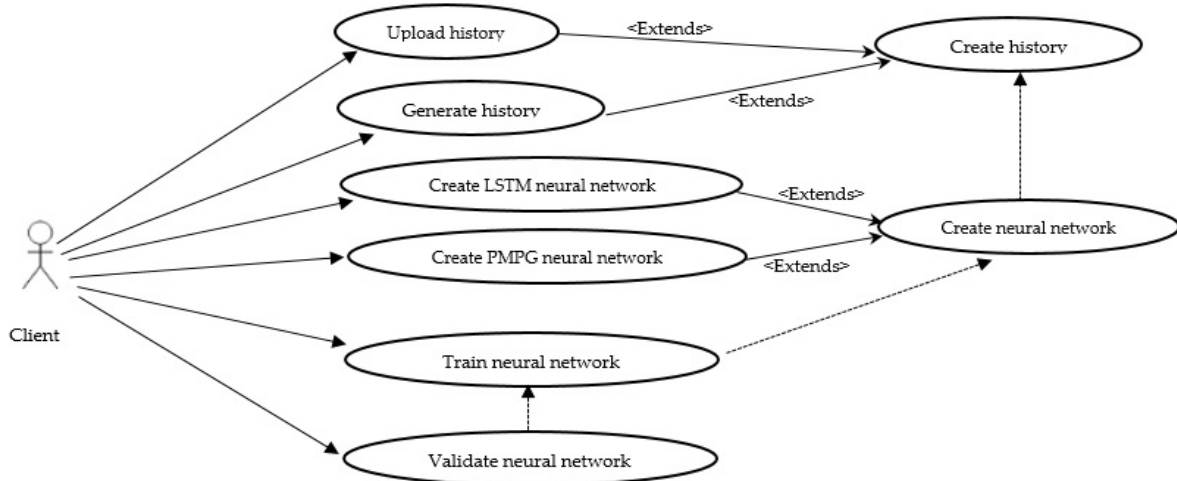 Upload history
<Extends>
Create history
Generate history
<Extends>
Create LSTM neural network
<Extends>
Create neural network
Create PMPG neural network
<Extends>
Client
Train neural network
Validate neural network